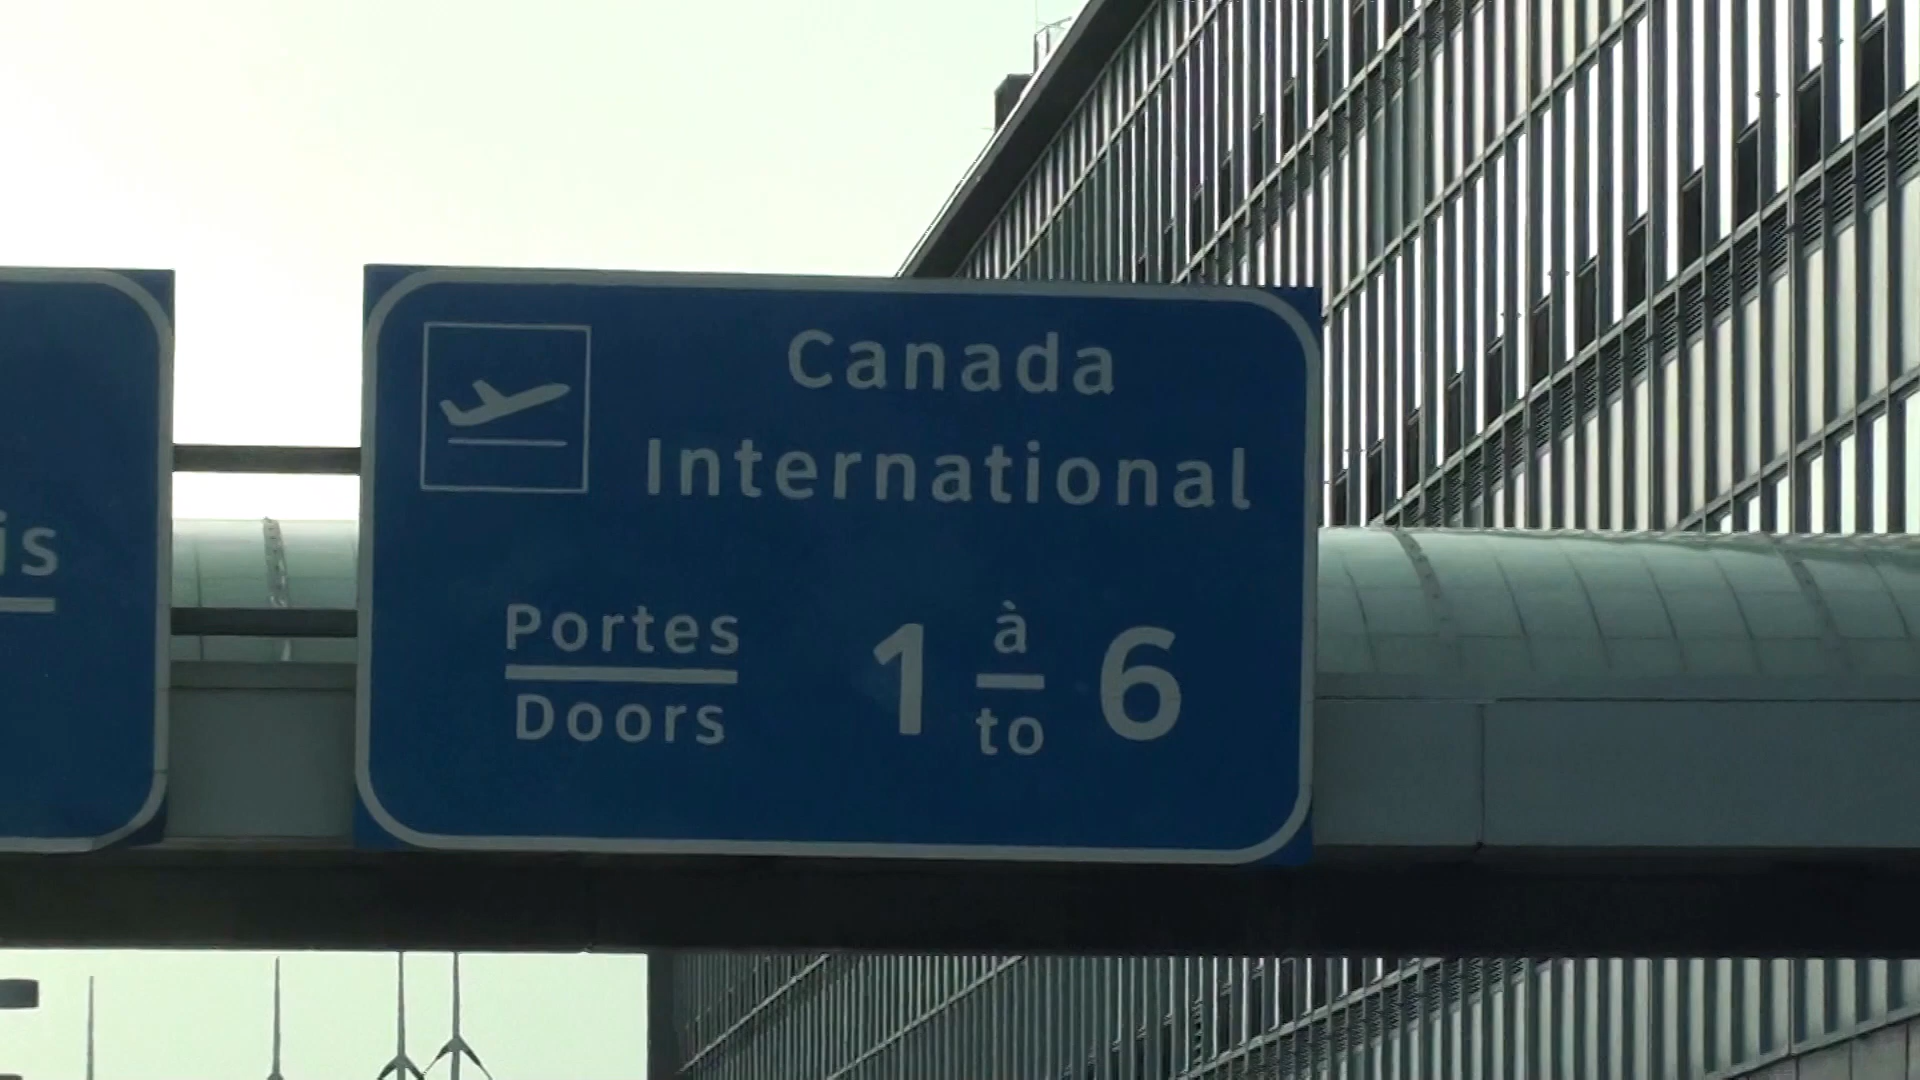 Canada
International
Portes
Doors
1 à 6
to